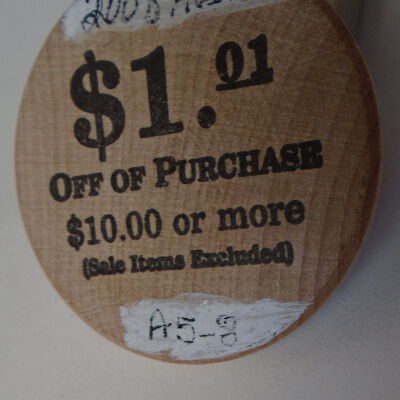 $1.01
OFF OF PURCHASE
$10.00 or more
(Sale Items Excluded)
A5-8